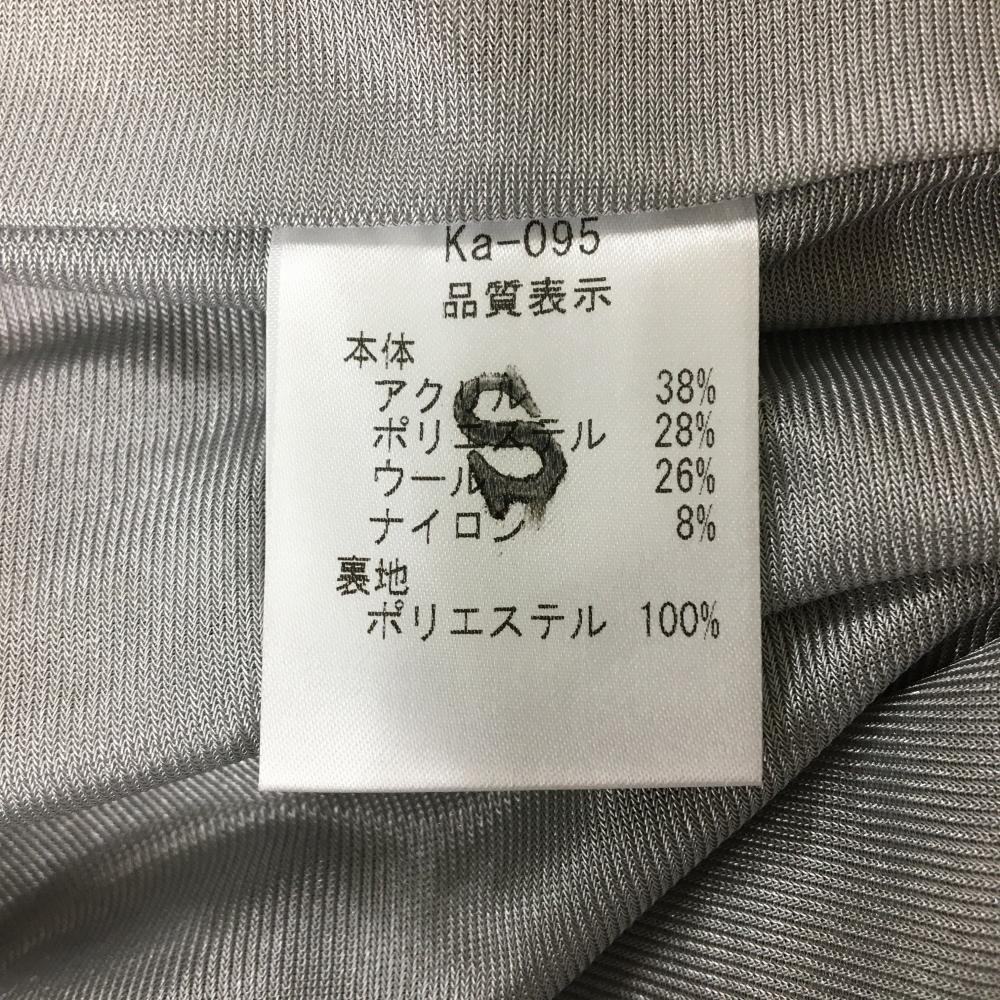 Ka-095
品質表示
本体
アクリル 38%
ポリエステル 28%
ウール 26%
ナイロン 8%
裏地
ポリエステル 100%
S